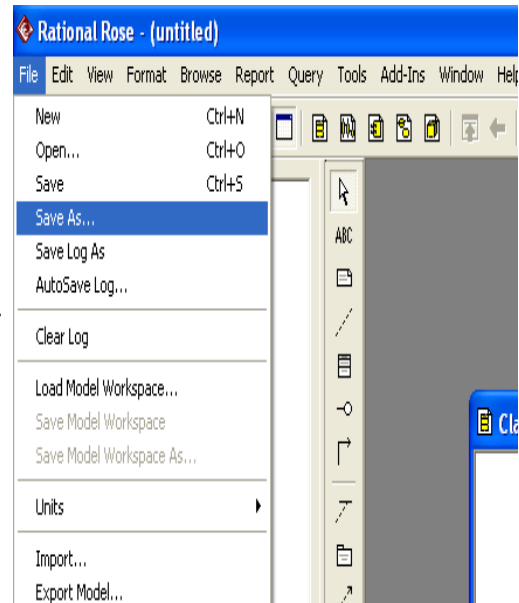 Rational Rose - (untitled)
File Edit View Format Browse Report Query Tools Add-Ins Window Help
New Ctrl+N
Open... Ctrl+O
Save Ctrl+S
Save As...
Save Log As
AutoSave Log...
Clear Log
Load Model Workspace...
Save Model Workspace
Save Model Workspace As...
Units
Import...
Export Model...
ABC
Cla